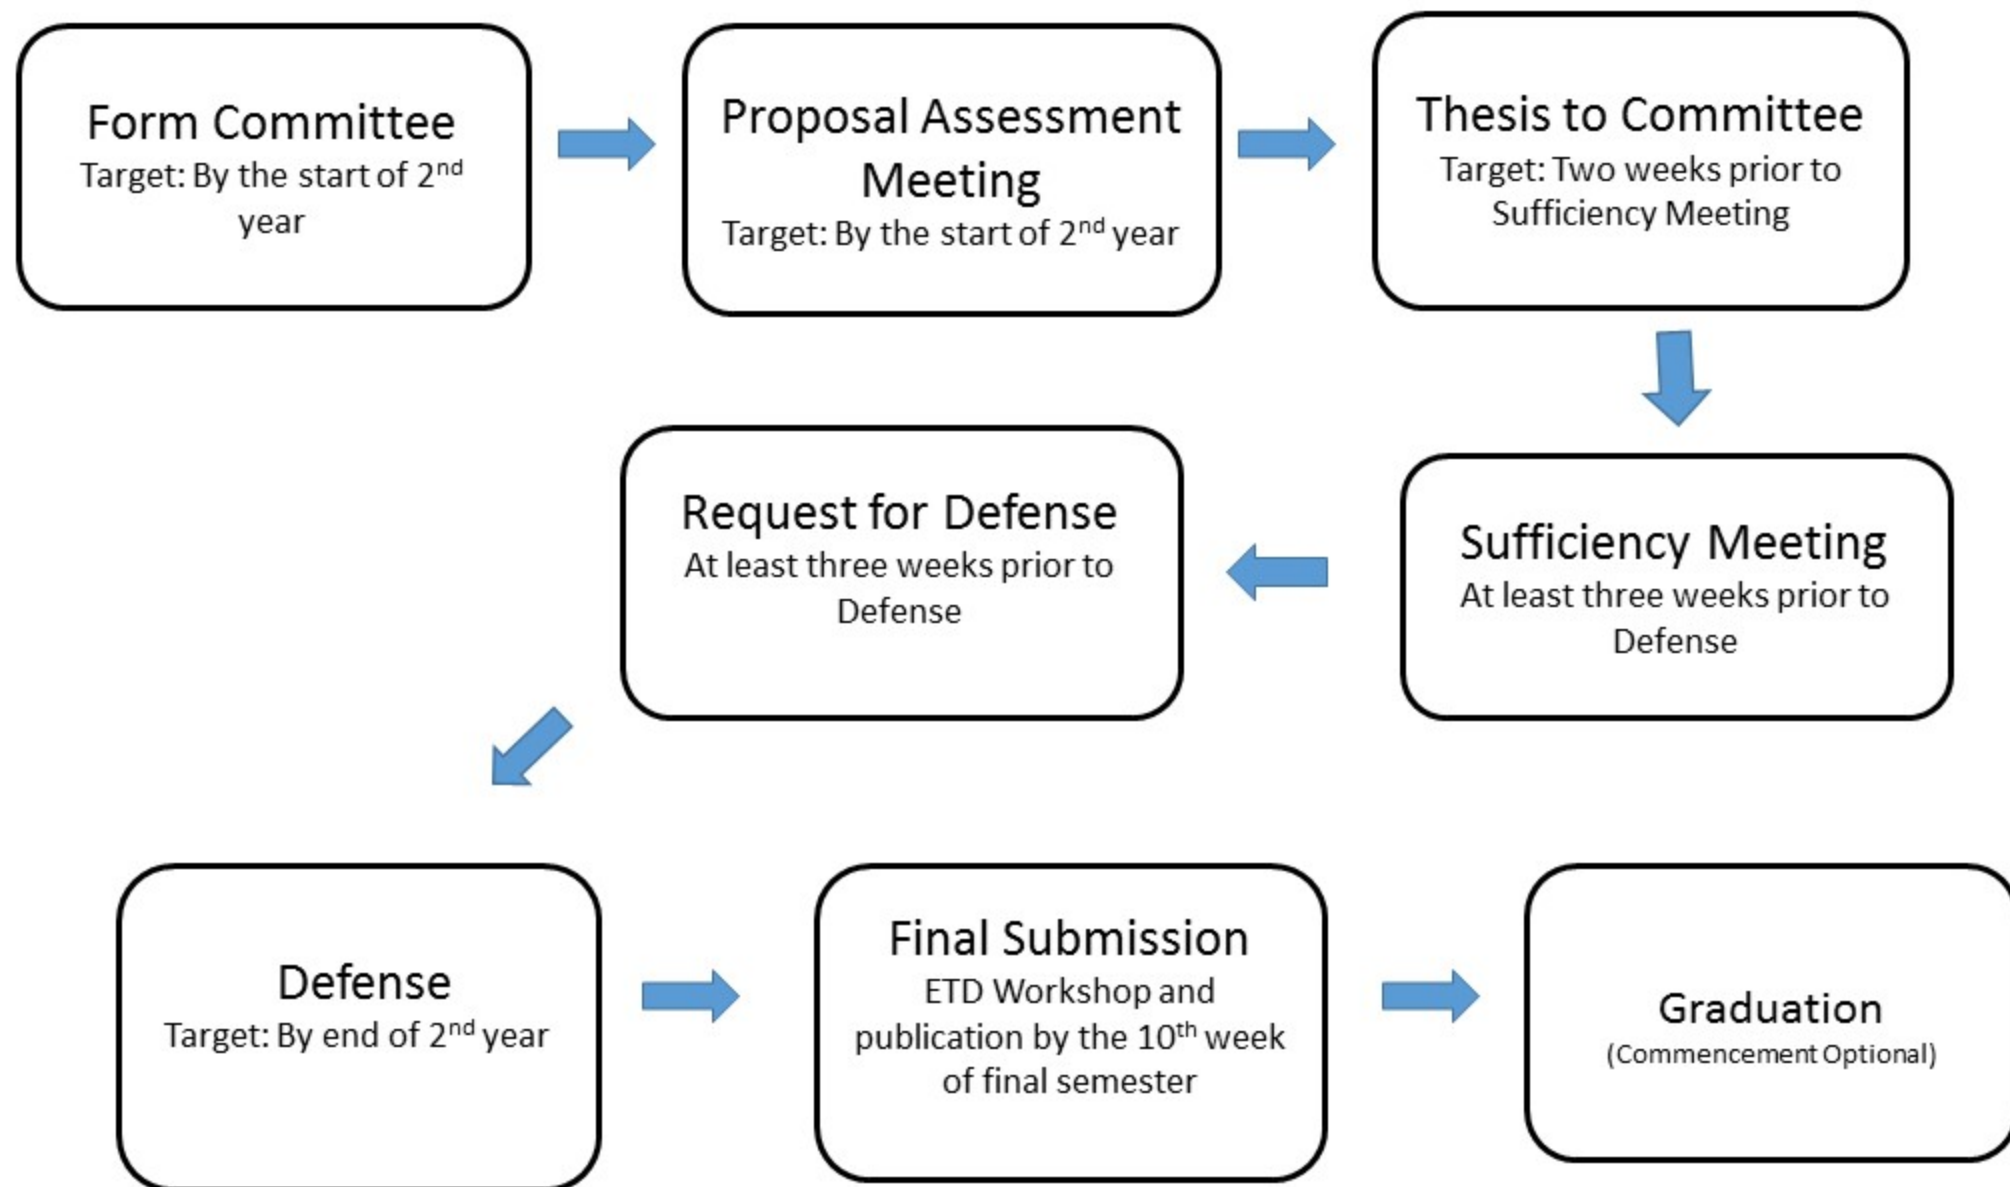 Form Committee
Target: By the start of 2nd
year
Proposal Assessment
Meeting
Target: By the start of 2nd year
Thesis to Committee
Target: Two weeks prior to
Sufficiency Meeting
Sufficiency Meeting
At least three weeks prior to
Defense
Request for Defense
At least three weeks prior to
Defense
Defense
Target: By end of 2nd year
Final Submission
ETD Workshop and
publication by the 10th week
of final semester
Graduation
(Commencement Optional)